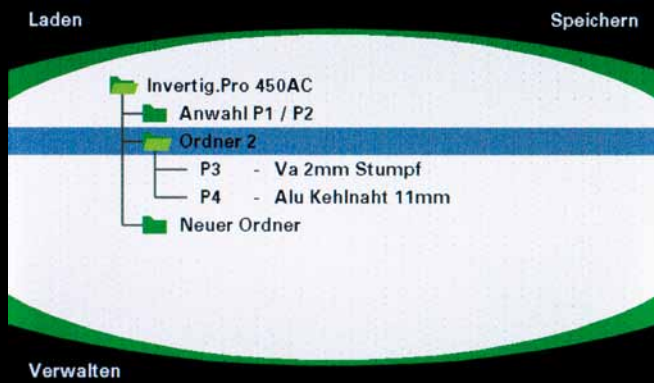 Laden Speichern
Invertig.Pro 450AC
Anwahl P1 / P2
Ordner 2
P3 - Va 2mm Stumpf
P4 - Alu Kehlnaht 11mm
Neuer Ordner
Verwalten